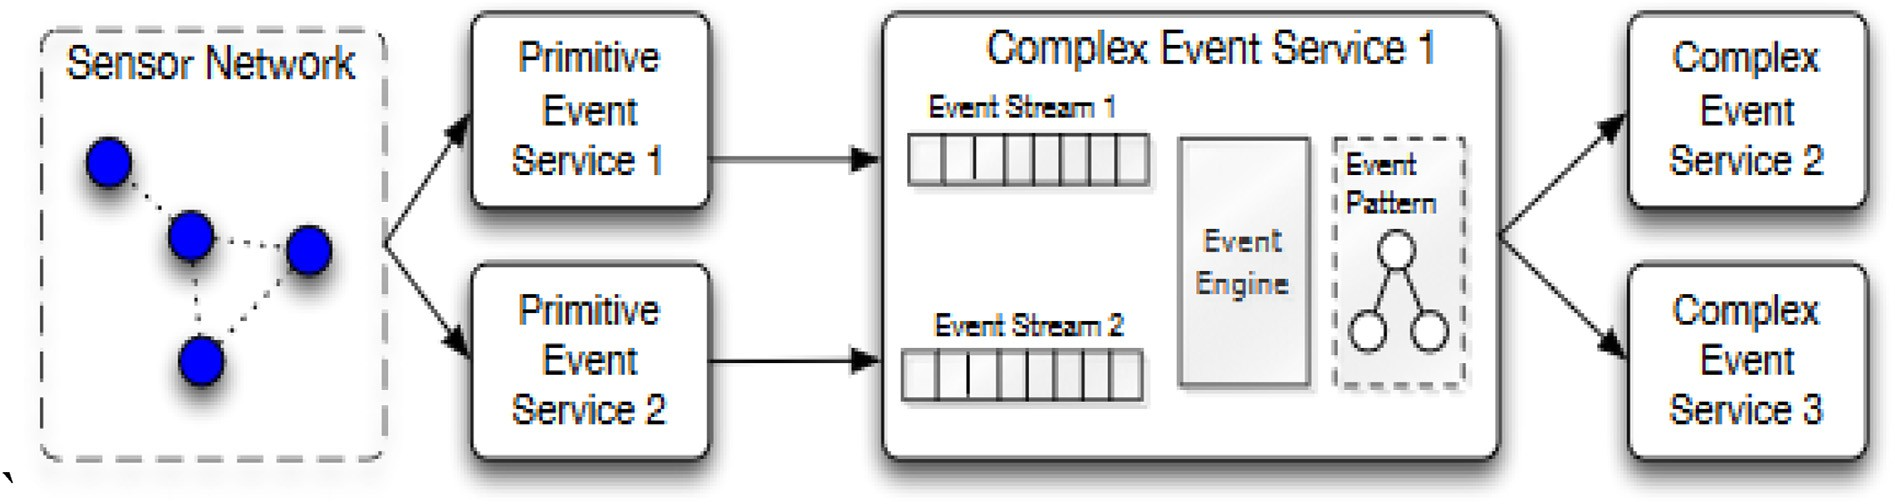 Sensor Network
Primitive
Event
Service 1
Primitive
Event
Service 2
Complex Event Service 1
Event Stream 1
Event Stream 2
Event
Engine
Event
Pattern
Complex
Event
Service 2
Complex
Event
Service 3
`